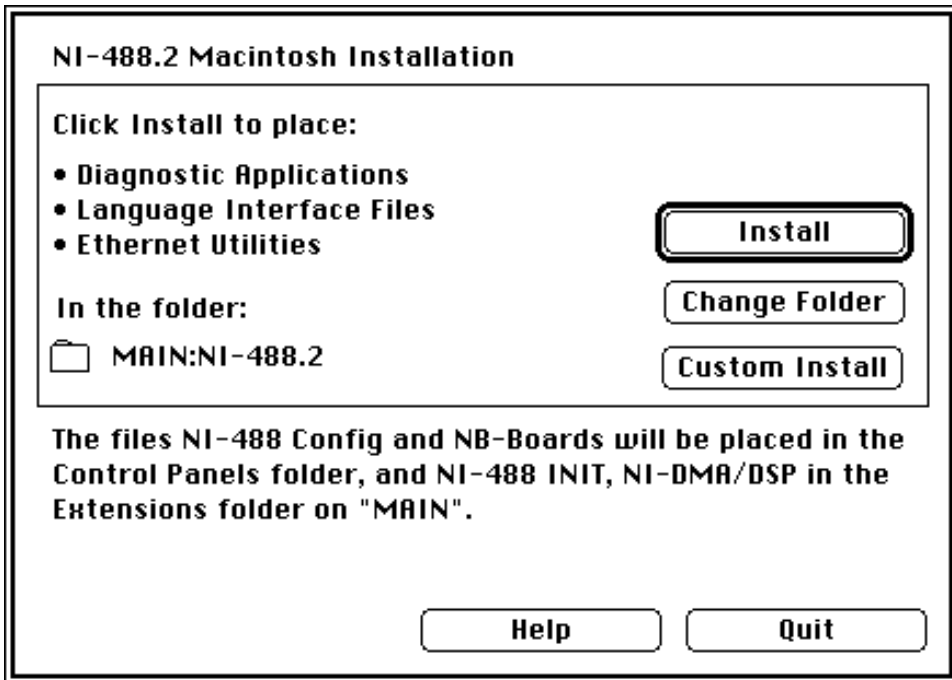 NI-488.2 Macintosh Installation
Click Install to place:
• Diagnostic Applications
• Language Interface Files
• Ethernet Utilities
Install
In the folder:
Change Folder
MAIN:NI-488.2
Custom Install
The files NI-488 Config and NB-Boards will be placed in the
Control Panels folder, and NI-488 INIT, NI-DMA/DSP in the
Extensions folder on "MAIN".
Help
Quit